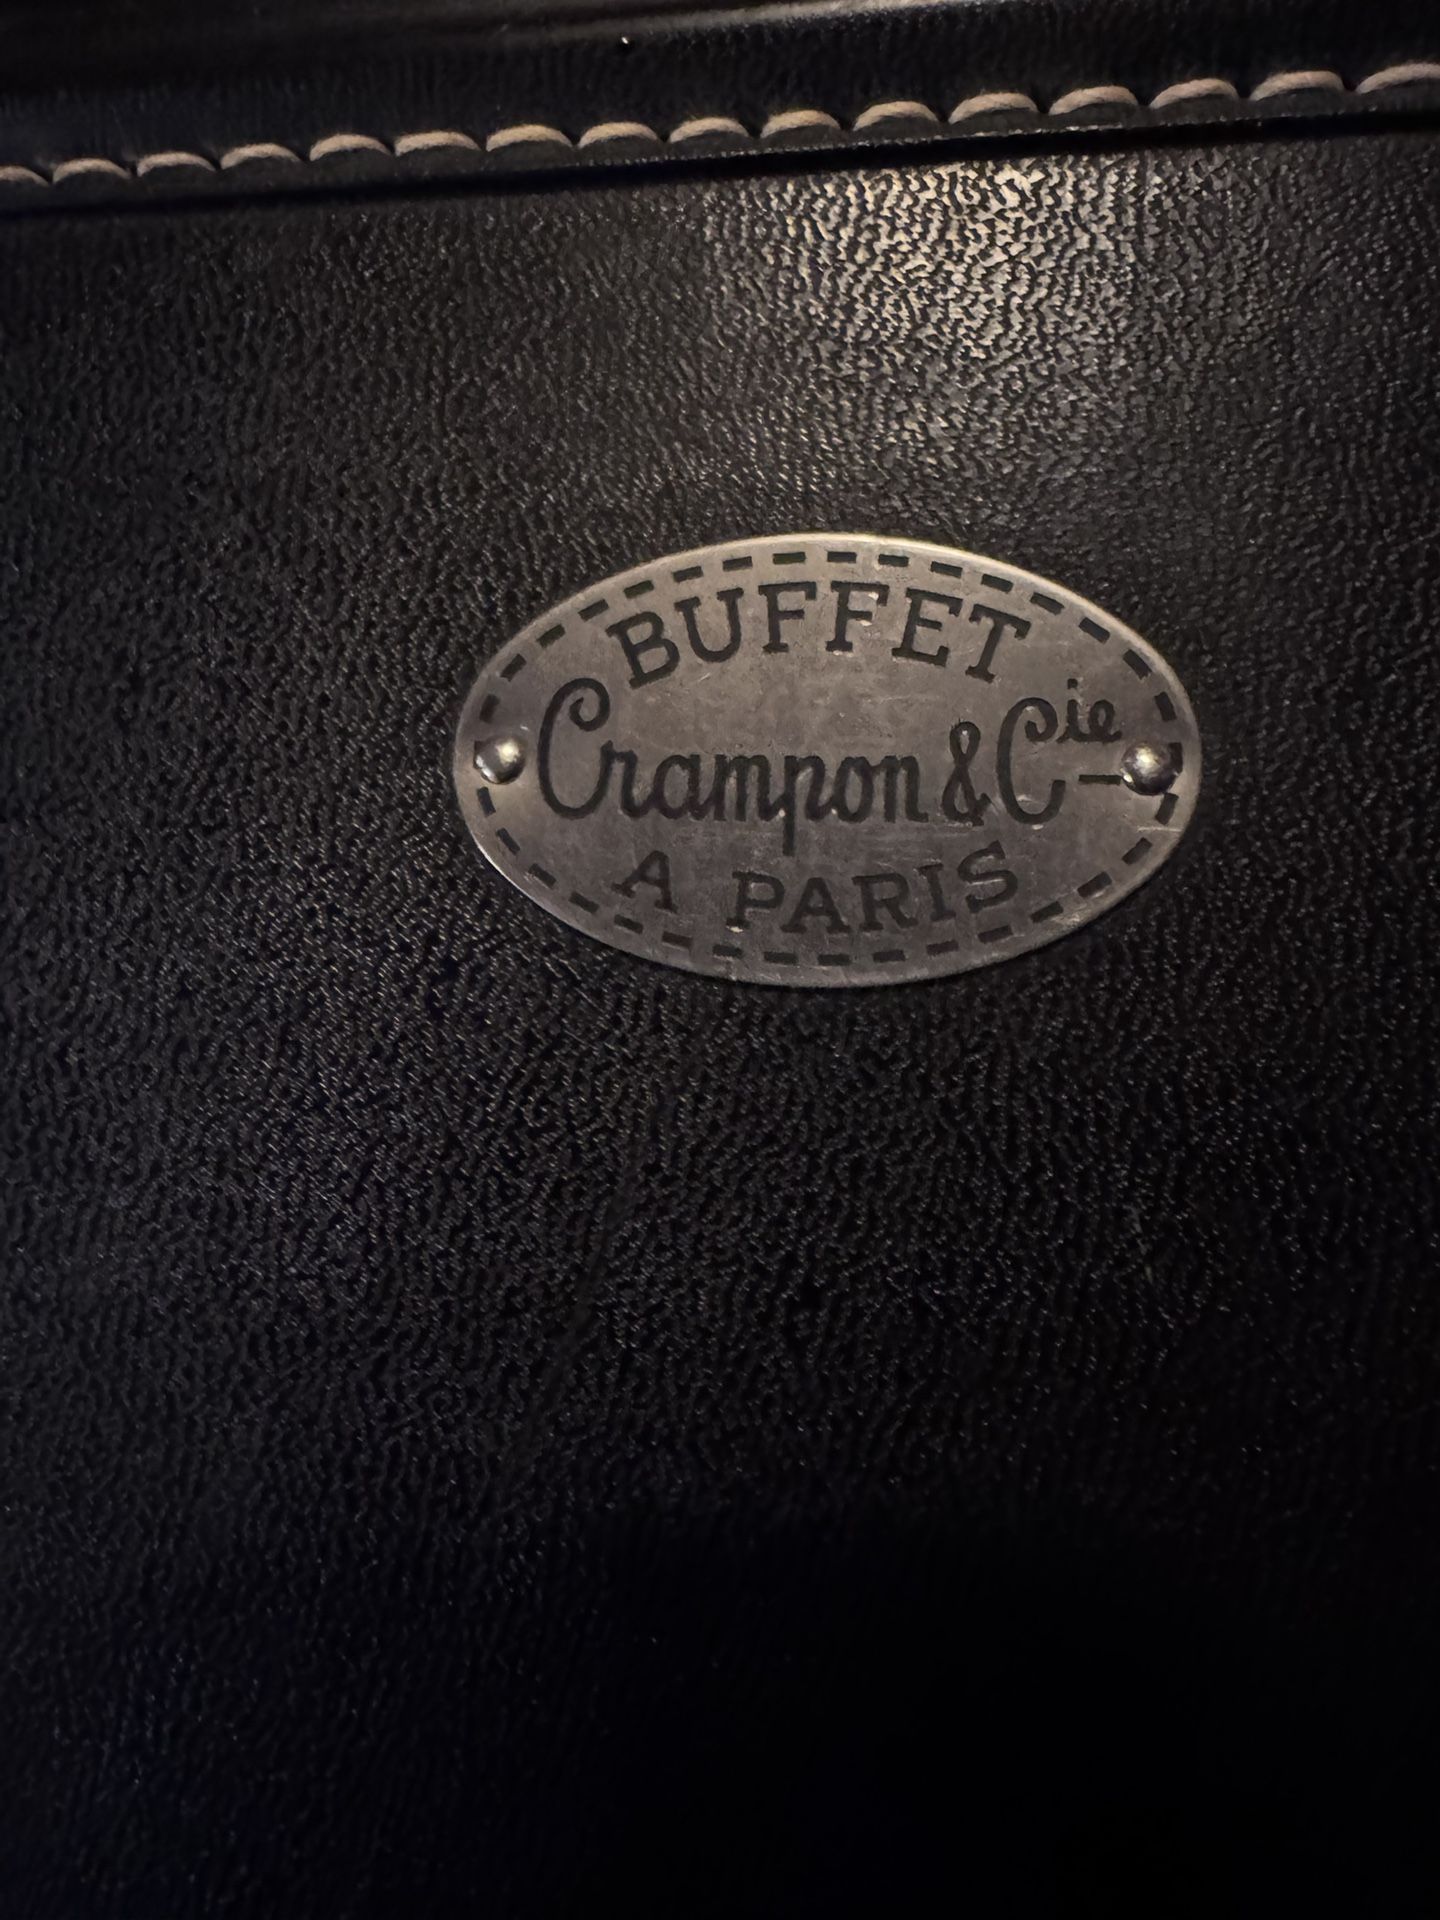 BUFFET
Crampon & Cie
A PARIS